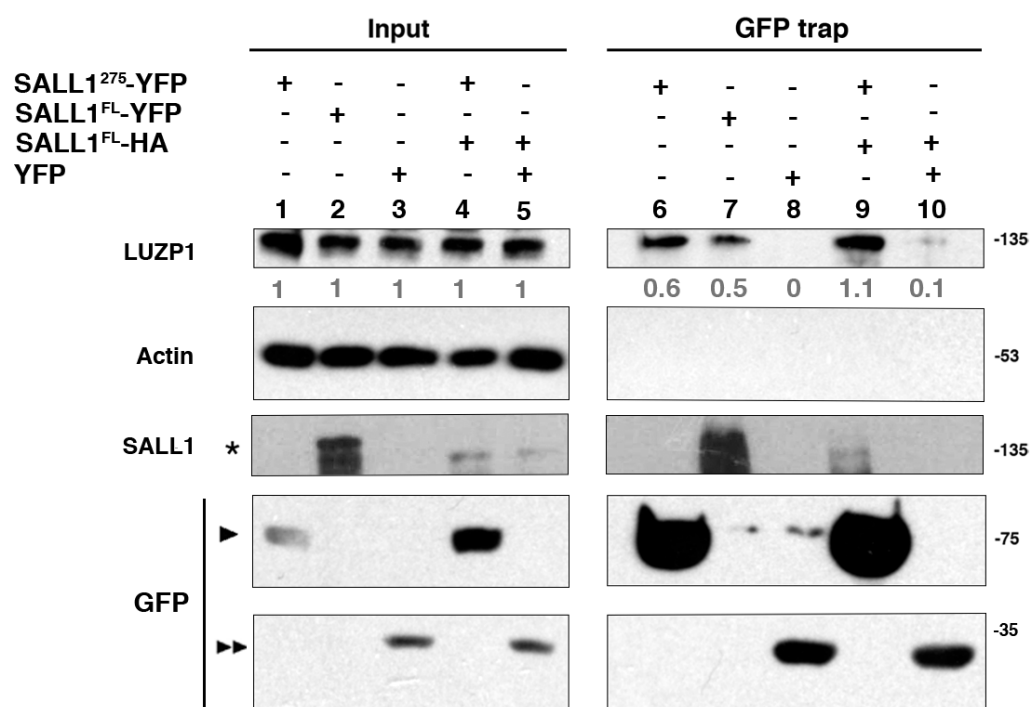 Input GFP trap
SALL1²⁷⁵-YFP + - - + - + - - + -
SALL1ᶠᴸ-YFP - + - - - - + - - -
SALL1ᶠᴸ-HA - - - + + - - - + +
YFP - - + - + - - + - +
1 2 3 4 5 6 7 8 9 10
LUZP1 -135
1 1 1 1 1 0.6 0.5 0 1.1 0.1
Actin -53
SALL1 * -135
-75
GFP
-35